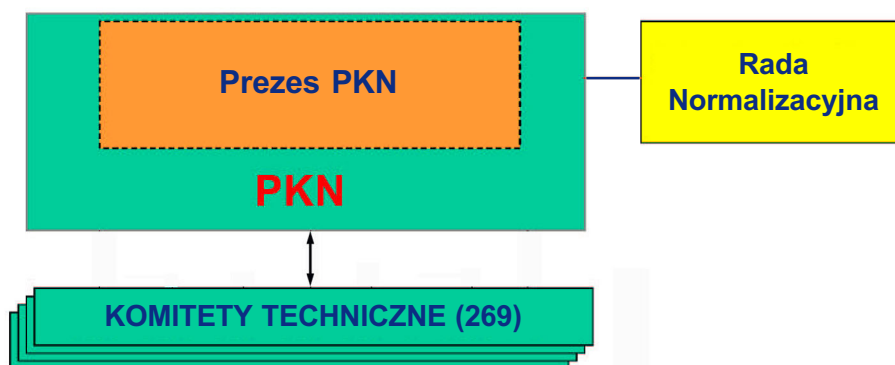 Prezes PKN
Rada
Normalizacyjna
PKN
KOMITETY TECHNICZNE (269)